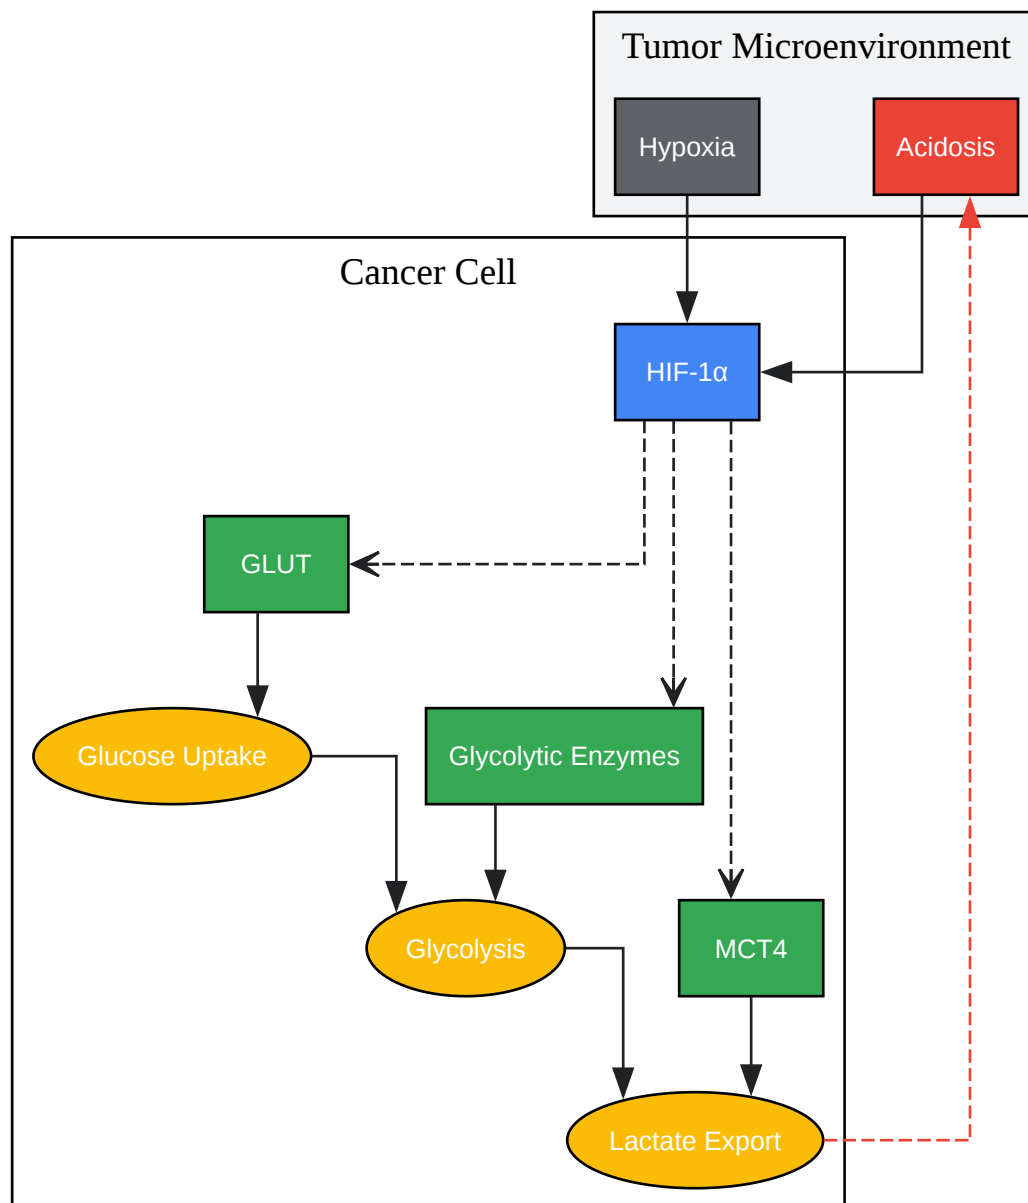 Tumor Microenvironment
Hypoxia
Acidosis
Cancer Cell
HIF-1α
GLUT
Glucose Uptake
Glycolytic Enzymes
Glycolysis
MCT4
Lactate Export